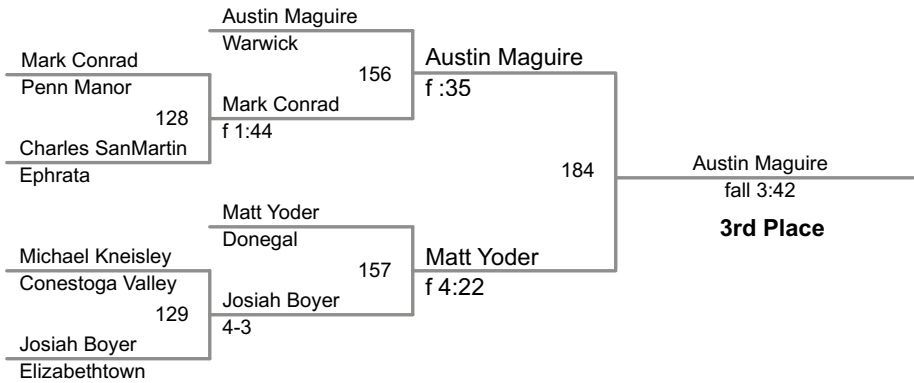 Austin Maguire
Warwick
Mark Conrad
Penn Manor
156
Austin Maguire
f :35
128
Mark Conrad
f 1:44
Charles SanMartin
Ephrata
184
Austin Maguire
fall 3:42
3rd Place
Matt Yoder
Donegal
Michael Kneisley
Conestoga Valley
157
Matt Yoder
f 4:22
129
Josiah Boyer
4-3
Josiah Boyer
Elizabethtown